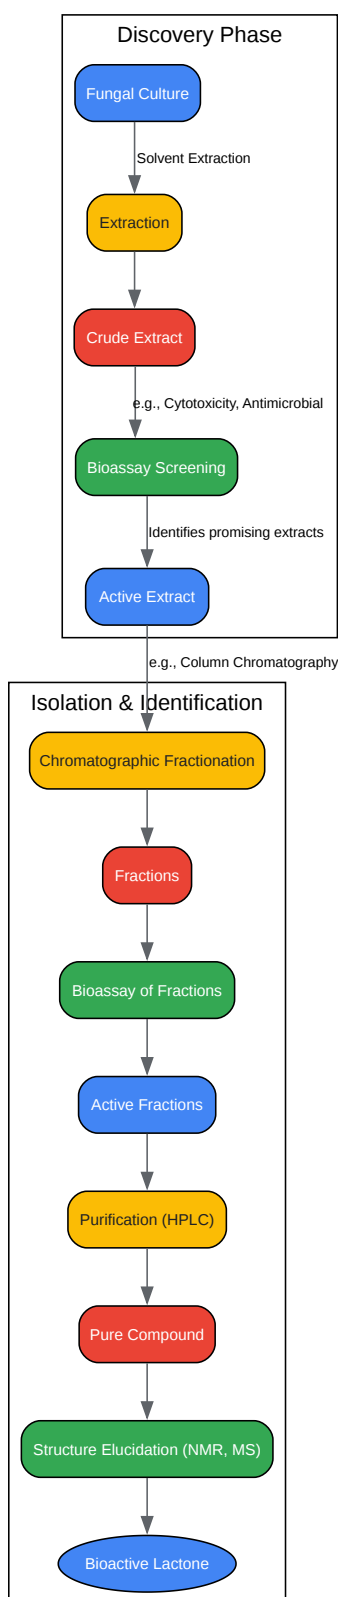 Discovery Phase
Fungal Culture
Solvent Extraction
Extraction
Crude Extract
e.g., Cytotoxicity, Antimicrobial
Bioassay Screening
Identifies promising extracts
Active Extract
e.g., Column Chromatography
Isolation & Identification
Chromatographic Fractionation
Fractions
Bioassay of Fractions
Active Fractions
Purification (HPLC)
Pure Compound
Structure Elucidation (NMR, MS)
Bioactive Lactone